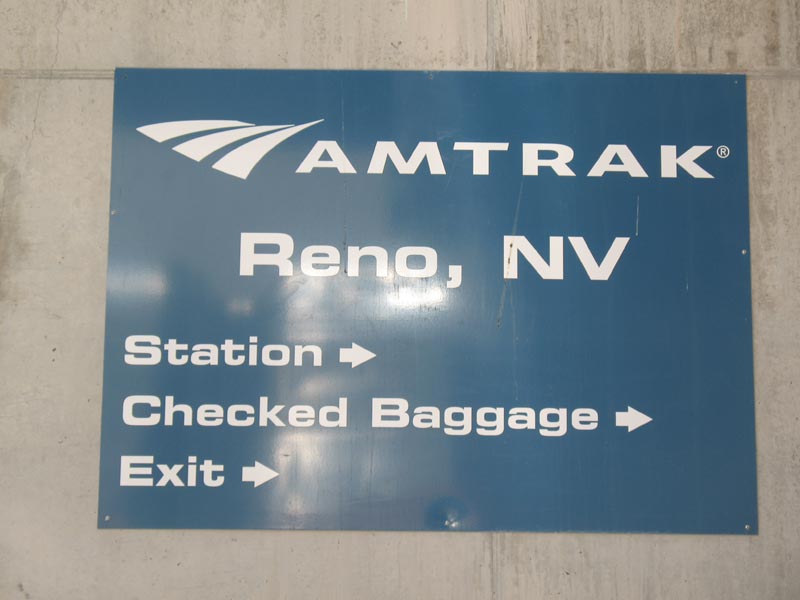 AMTRAK®
Reno, NV
Station →
Checked Baggage →
Exit →